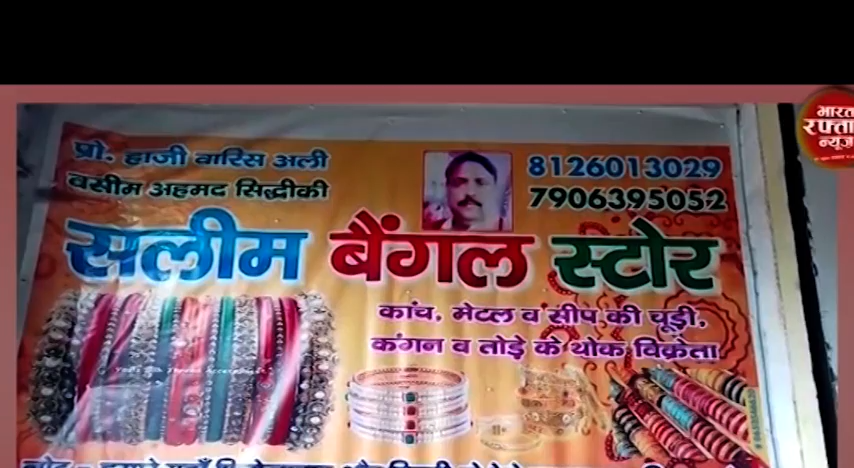 भारत
रफ्तार
न्यूज़
प्रो. हाजी वारिस अली
वसीम अहमद सिद्दीकी
8126013029
7906395052
सलीम बैंगल स्टोर
कांच, मेटल व सीप की चूड़ी,
कंगन व तोड़े के थोक विक्रेता